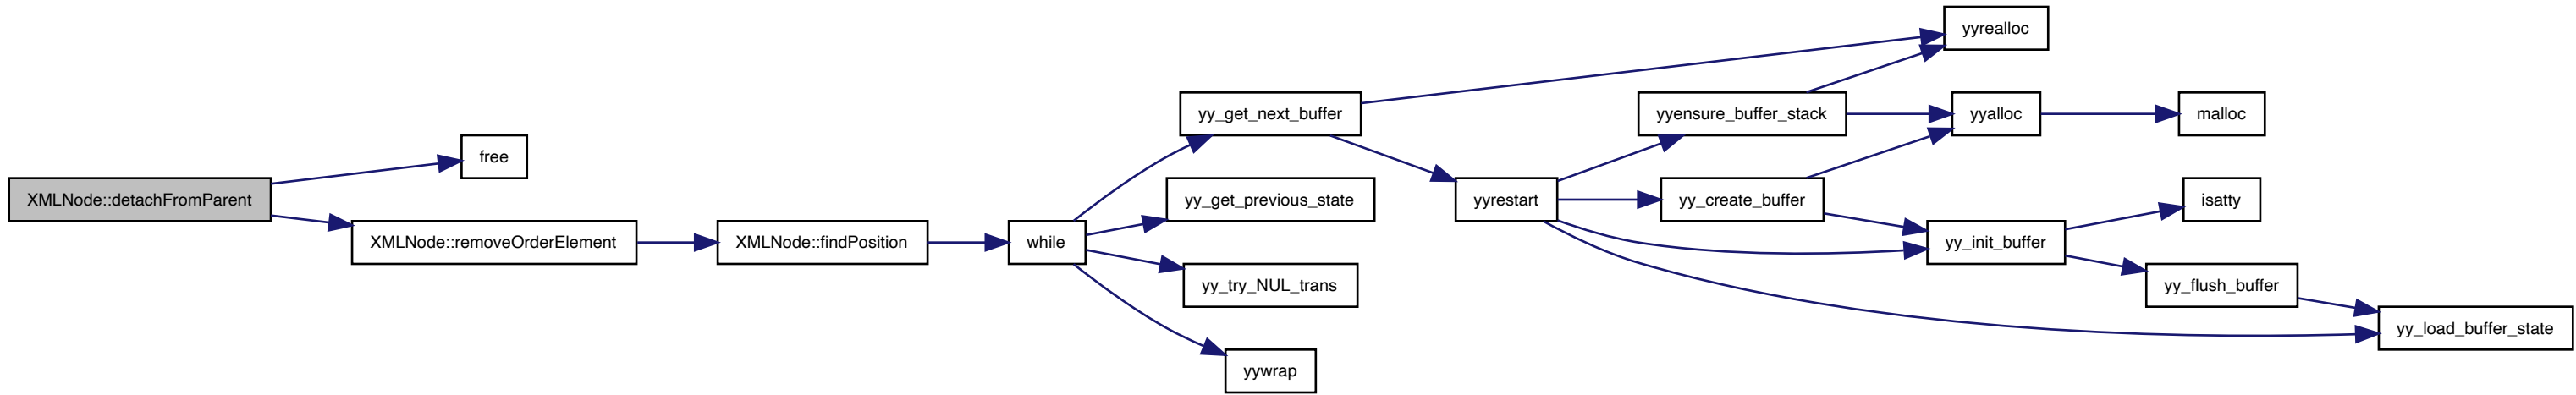 XMLNode::detachFromParent
free
XMLNode::removeOrderElement
XMLNode::findPosition
while
yy_get_next_buffer
yy_get_previous_state
yy_try_NUL_trans
yywrap
yyrestart
yyensure_buffer_stack
yy_create_buffer
yyrealloc
yyalloc
yy_init_buffer
malloc
isatty
yy_flush_buffer
yy_load_buffer_state